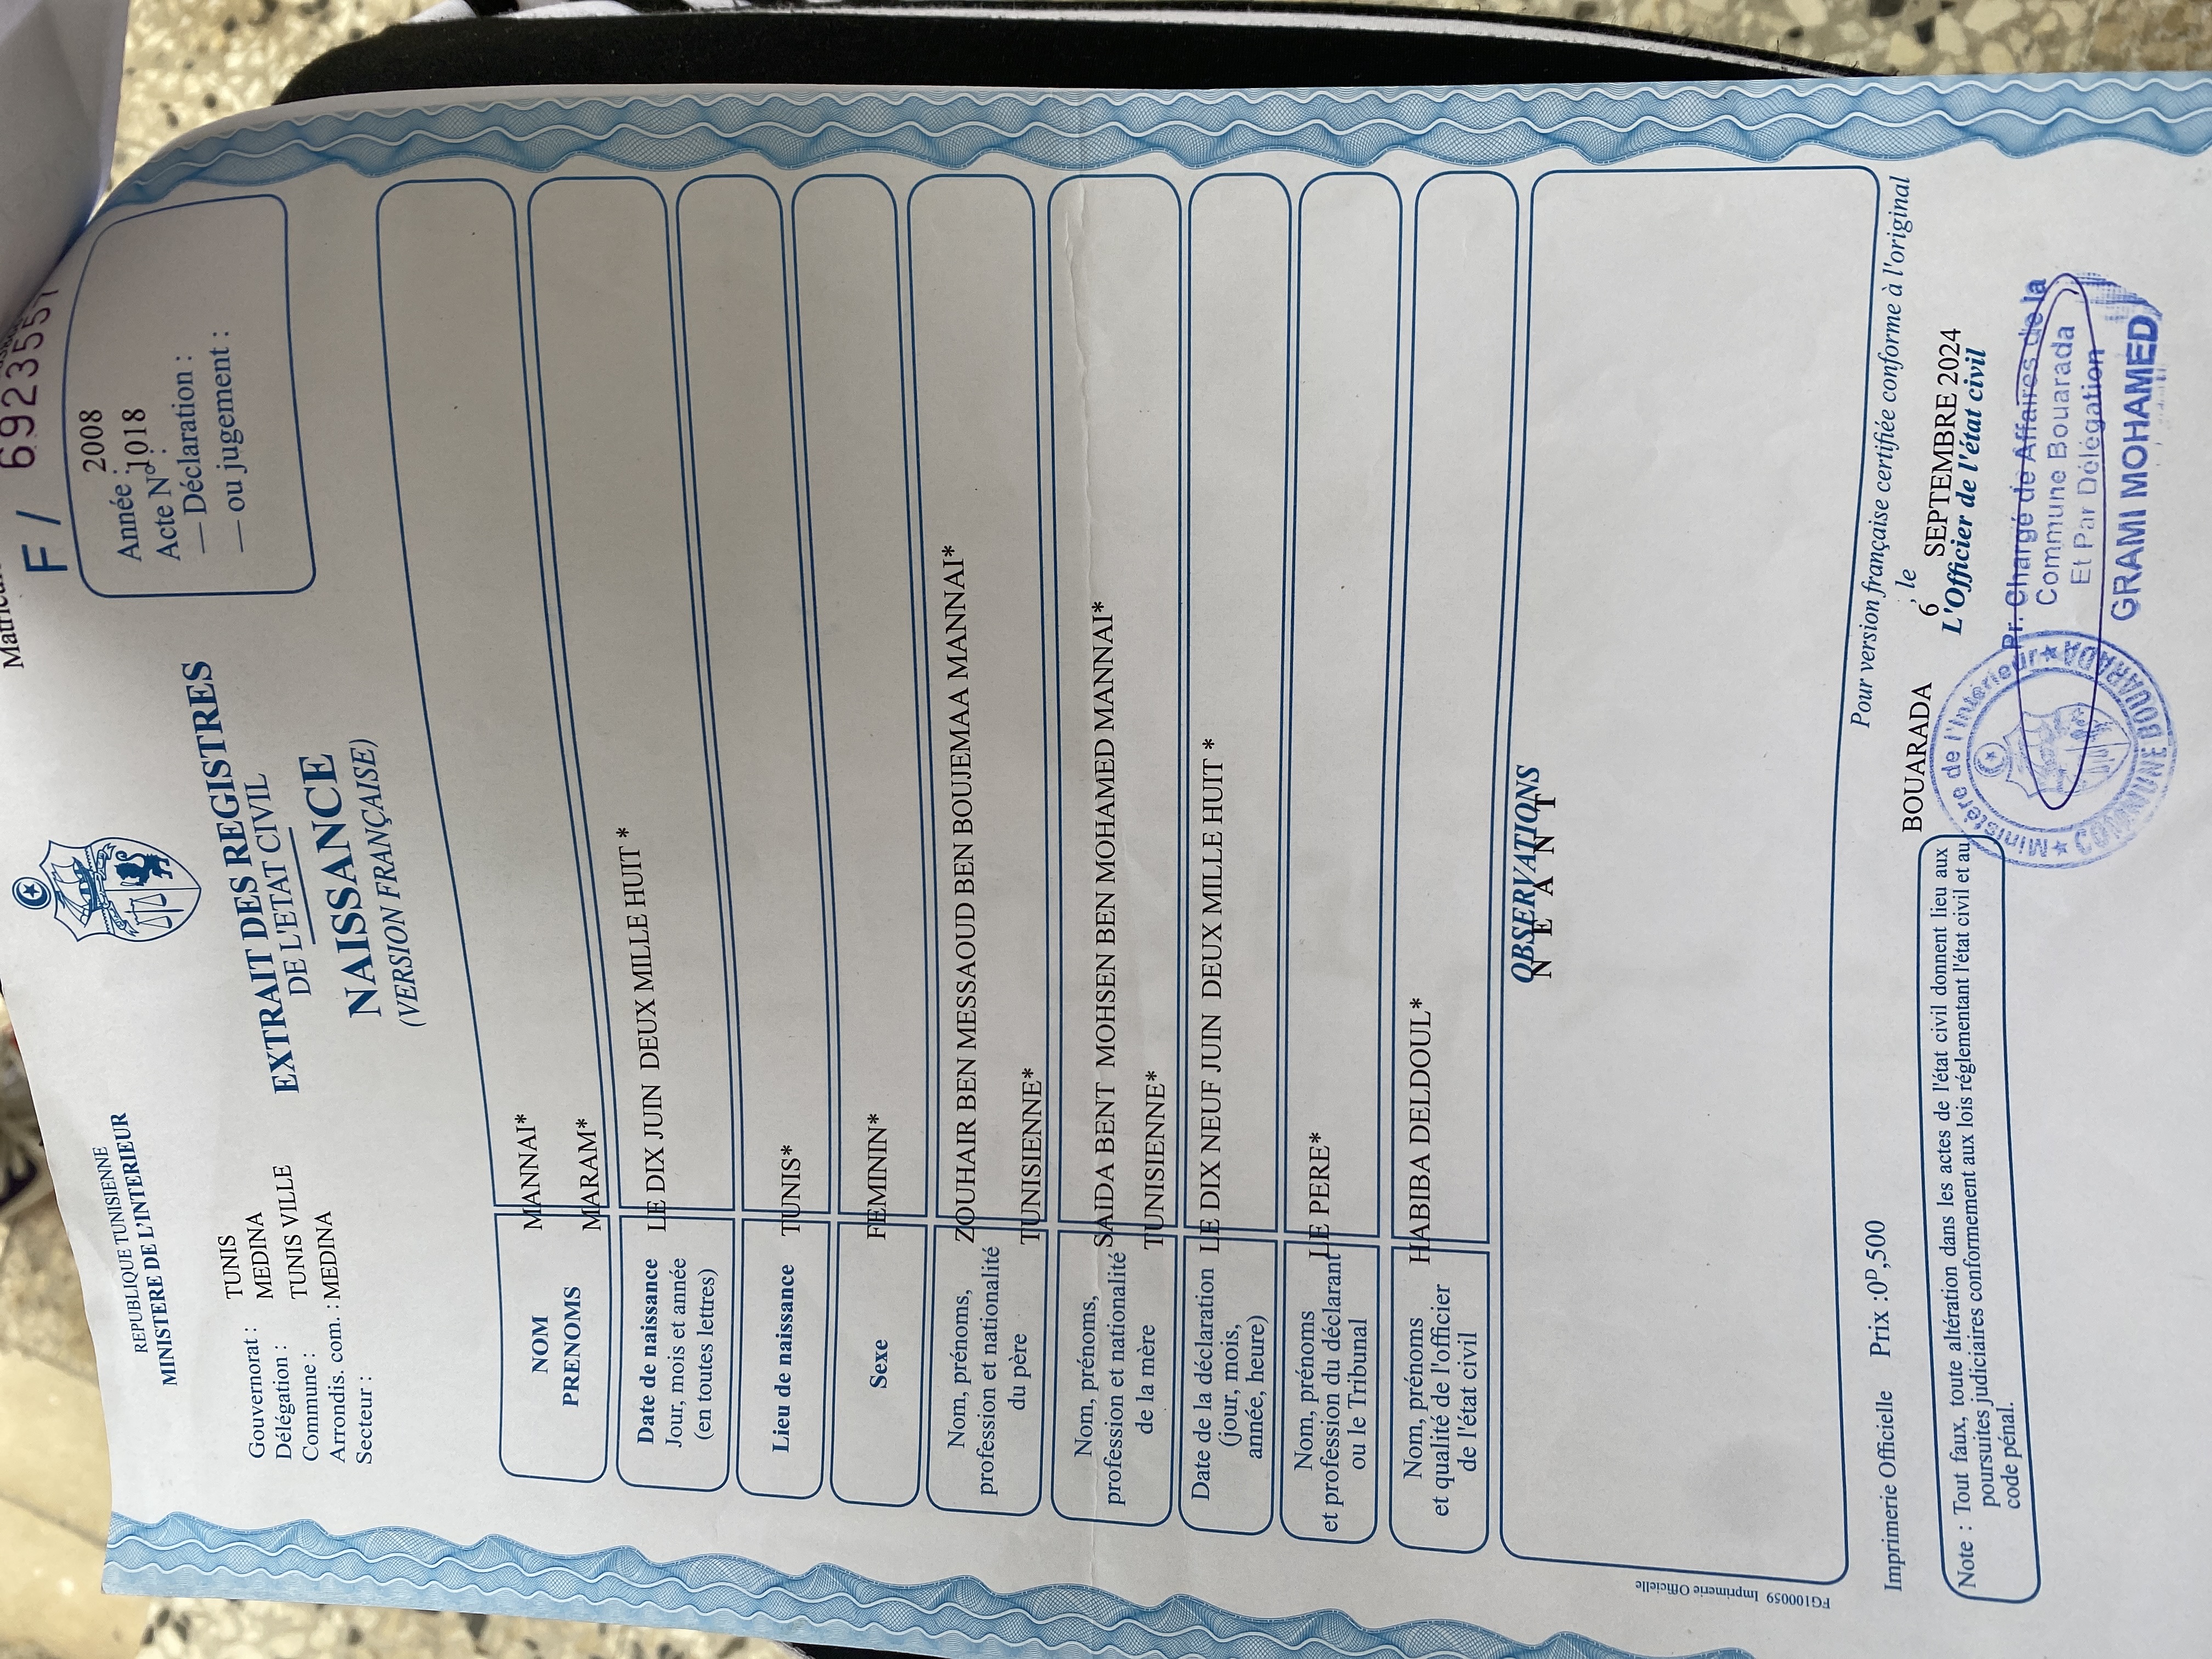 REPUBLIQUE TUNISIENNE
MINISTERE DE L'INTERIEUR
F / 6923557
Année : 2008
Acte N° : 1018
— Déclaration :
— ou jugement :
Gouvernorat : TUNIS
Délégation : MEDINA
Commune : TUNIS VILLE
Arrondis. com. : MEDINA
Secteur :
EXTRAIT DES REGISTRES
DE L'ETAT CIVIL
NAISSANCE
(VERSION FRANÇAISE)
NOM MANNAI*
PRENOMS MARAM*
Date de naissance
Jour, mois et année
(en toutes lettres)
LE DIX JUIN DEUX MILLE HUIT *
Lieu de naissance TUNIS*
Sexe FEMININ*
Nom, prénoms,
profession et nationalité
du père
ZOUHAIR BEN MESSAOUD BEN BOUJEMAA MANNAI*
TUNISIENNE*
Nom, prénoms,
profession et nationalité
de la mère
SAIDA BENT MOHSEN BEN MOHAMED MANNAI*
TUNISIENNE*
Date de la déclaration
(jour, mois,
année, heure)
LE DIX NEUF JUIN DEUX MILLE HUIT *
Nom, prénoms
et profession du déclarant
ou le Tribunal
LE PERE*
Nom, prénoms
et qualité de l'officier
de l'état civil
HABIBA DELDOUL*
OBSERVATIONS
N E A N T
FG100059 Imprimerie Officielle
Pour version française certifiée conforme à l'original
Imprimerie Officielle Prix :0D,500
BOUARADA , le 6 SEPTEMBRE 2024
L'Officier de l'état civil
Note : Tout faux, toute altération dans les actes de l'état civil donnent lieu aux
poursuites judiciaires conformement aux lois réglementant l'état civil et au
code pénal.
Ministère de l'Intérieur
COMMUNE BOUARADA
Pr. Chargé de Affaires de la
Commune Bouarada
Et Par Délégation
GRAMI MOHAMED